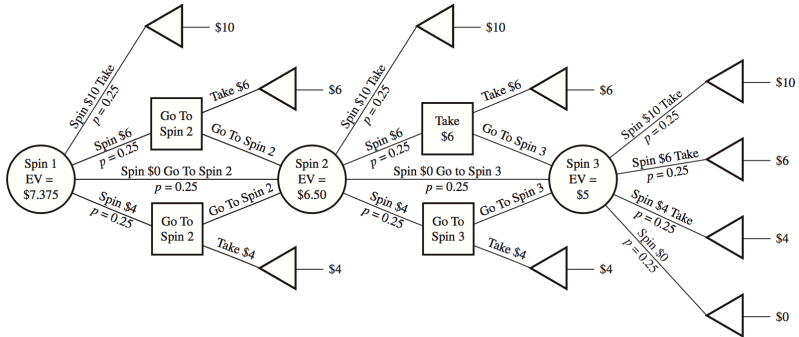 $10
Spin $10 Take
p = 0.25
Take $6
$6
Go To
Spin 2
Spin $6
p = 0.25
Go To Spin 2
Spin 1
EV =
$7.375
Spin $0 Go To Spin 2
p = 0.25
Spin $4
p = 0.25
Go To
Spin 2
Go To Spin 2
Take $4
$4
$10
Spin $10 Take
p = 0.25
Take $6
$6
Take
$6
Spin $6
p = 0.25
Go To Spin 3
Spin 2
EV =
$6.50
Spin $0 Go to Spin 3
p = 0.25
Spin $4
p = 0.25
Go To
Spin 3
Go To Spin 3
Take $4
$4
Spin 3
EV =
$5
Spin $10 Take
p = 0.25
$10
Spin $6 Take
p = 0.25
$6
Spin $4 Take
p = 0.25
$4
Spin $0
p = 0.25
$0